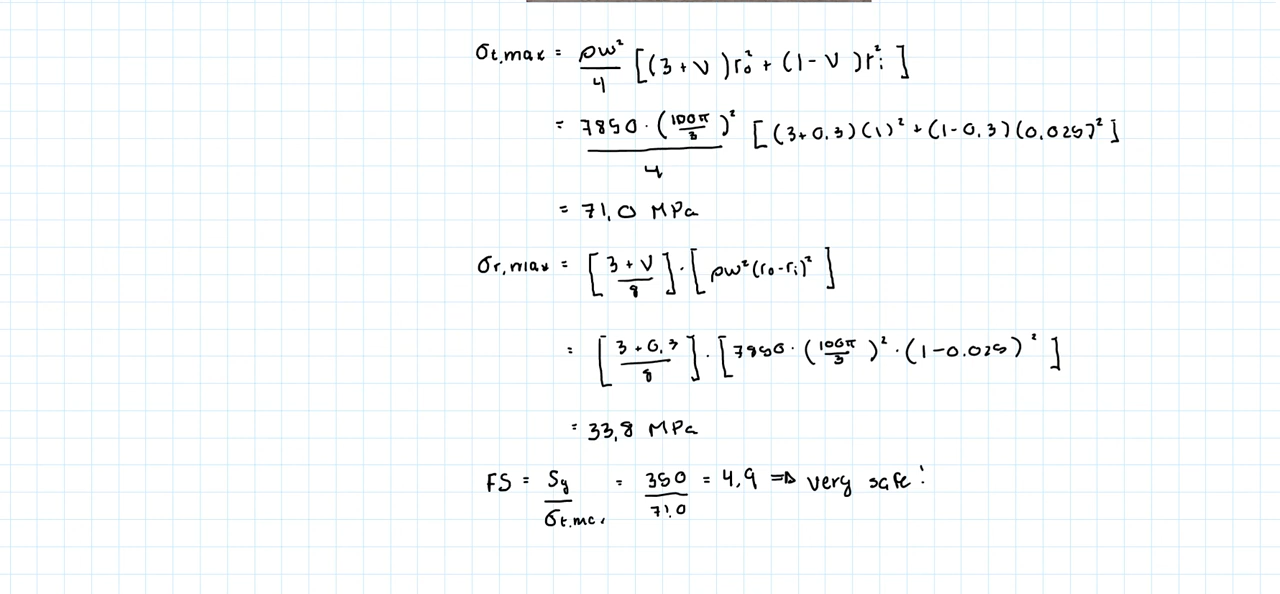 σt,max = ρω²/4 [(3 + ν)ro² + (1 - ν)ri²]
= 7850 · (100π/3)²/4 [(3+0,3)(1)² + (1-0,3)(0,025)²]
= 71,0 MPa
σr,max = [3 + ν/8] · [ρω²(ro-ri)²]
= [3 + 0,3/8] · [7850 · (100π/3)² · (1-0.025)²]
= 33,8 MPa
FS = Sy/σt,ma, = 350/71,0 = 4,9 ⇒ very safe!